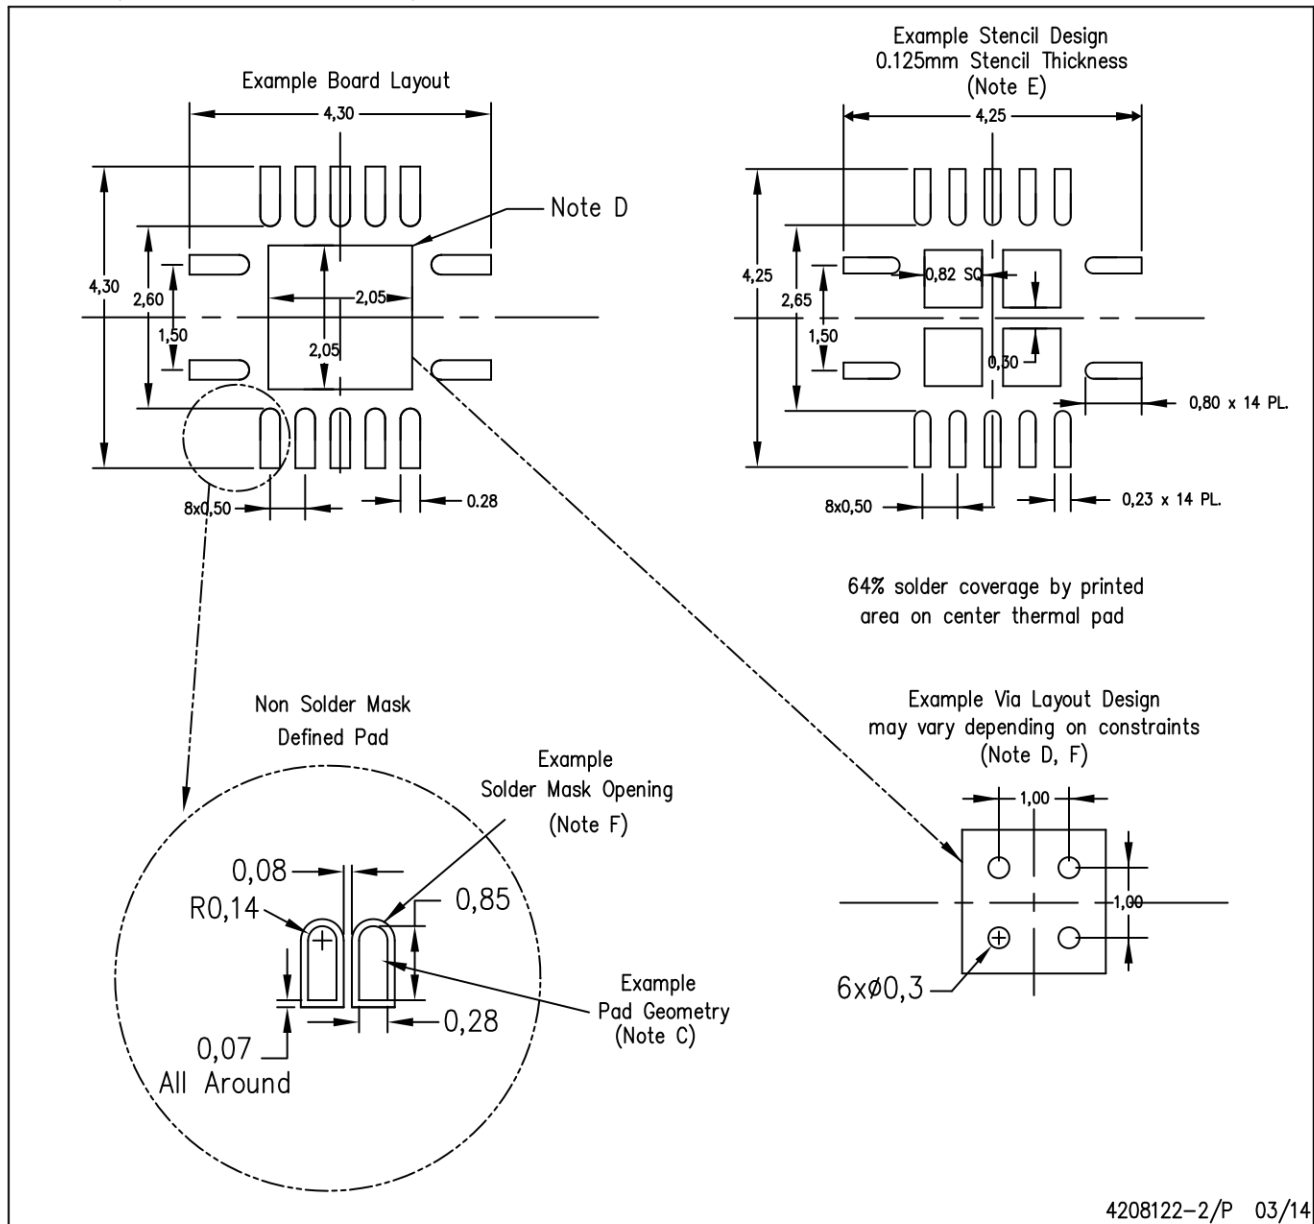 Example Board Layout
4,30
4,30
2,60
1,50
2,05
2,05
Note D
8x0,50
0.28
Example Stencil Design
0.125mm Stencil Thickness
(Note E)
4,25
4,25
2,65
1,50
0,82 SQ
0,30
0,80 x 14 PL.
8x0,50
0,23 x 14 PL.
64% solder coverage by printed
area on center thermal pad
Non Solder Mask
Defined Pad
Example
Solder Mask Opening
(Note F)
0,08
R0,14
0,85
0,28
0,07
All Around
Example
Pad Geometry
(Note C)
Example Via Layout Design
may vary depending on constraints
(Note D, F)
1,00
1,00
6xø0,3
4208122-2/P 03/14